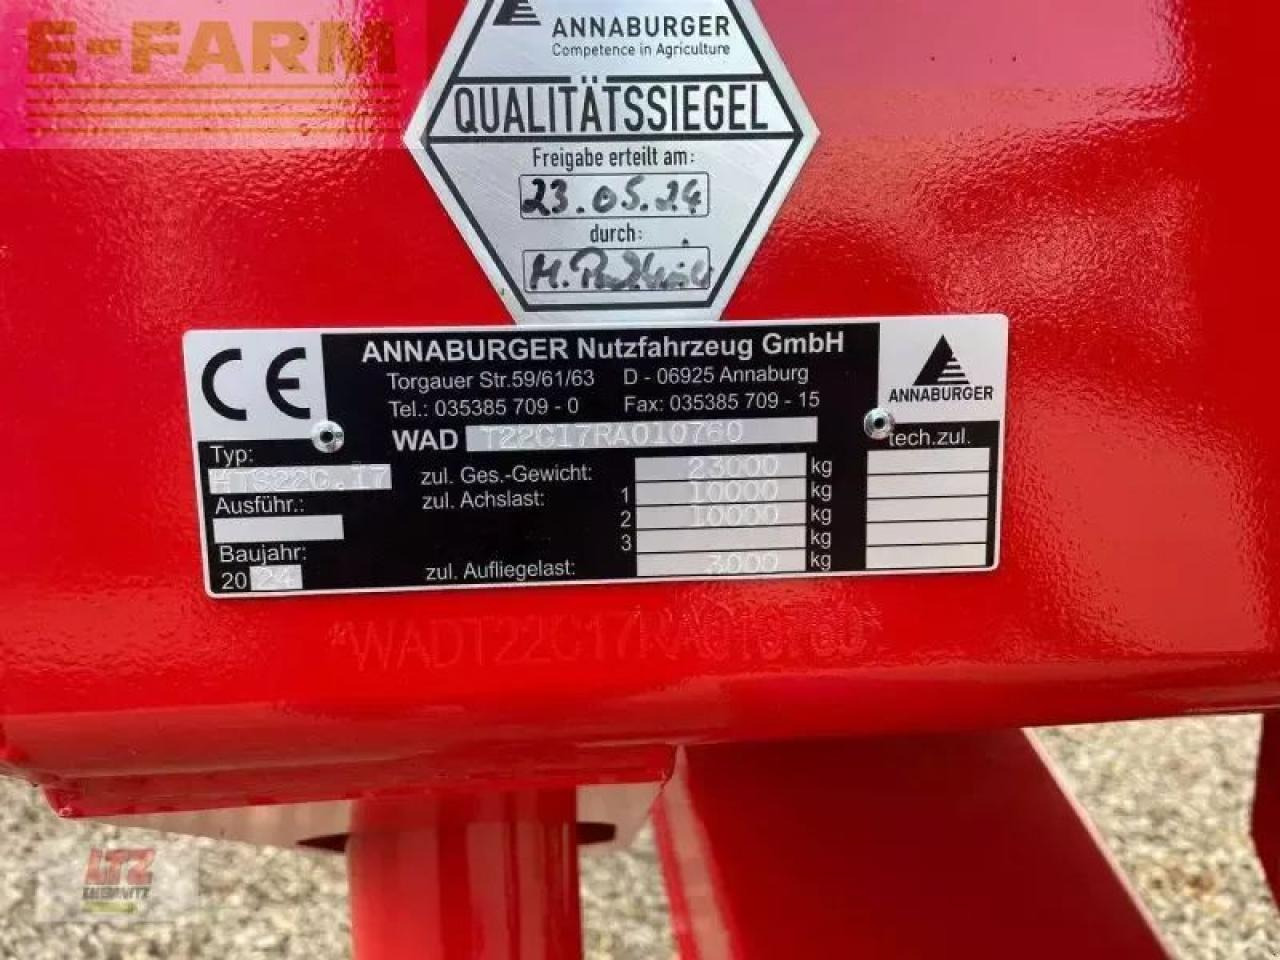 E-FARM
ANNABURGER
Competence in Agriculture
QUALITÄTSSIEGEL
Freigabe erteilt am:
23.05.24
durch:
ANNABURGER Nutzfahrzeug GmbH
Torgauer Str.59/61/63 D - 06925 Annaburg
Tel.: 035385 709 - 0 Fax: 035385 709 - 15
ANNABURGER
WAD T22C17RA010760
tech.zul.
Typ:
HTS22G.17
zul. Ges.-Gewicht: 23000 kg
zul. Achslast: 1 10000 kg
Ausführ.:
2 10000 kg
3 kg
Baujahr:
2024
zul. Aufliegelast: 3000 kg
*WADT22C17RA010760*
LTZ
CHEMNITZ